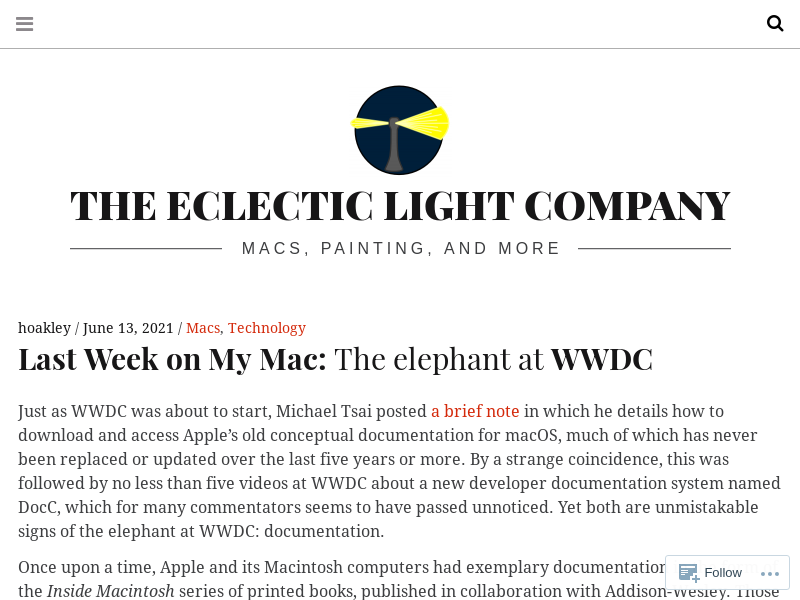 THE ECLECTIC LIGHT COMPANY
MACS, PAINTING, AND MORE
hoakley / June 13, 2021 / Macs, Technology
Last Week on My Mac: The elephant at WWDC
Just as WWDC was about to start, Michael Tsai posted a brief note in which he details how to
download and access Apple’s old conceptual documentation for macOS, much of which has never
been replaced or updated over the last five years or more. By a strange coincidence, this was
followed by no less than five videos at WWDC about a new developer documentation system named
DocC, which for many commentators seems to have passed unnoticed. Yet both are unmistakable
signs of the elephant at WWDC: documentation.
Once upon a time, Apple and its Macintosh computers had exemplary documentation
the Inside Macintosh series of printed books, published in collaboration with Addison-Wesley. Those
Follow